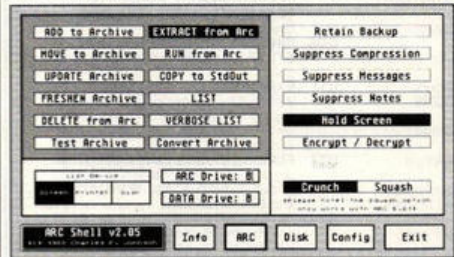 ADD to Archive
EXTRACT from Arc
MOVE to Archive
RUN from Arc
UPDATE Archive
COPY to StdOut
FRESHEN Archive
LIST
DELETE from Arc
VERBOSE LIST
Test Archive
Convert Archive
List Device
Screen Printer Disk
ARC Drive: B
DATA Drive: B
Retain Backup
Suppress Compression
Suppress Messages
Suppress Notes
Hold Screen
Encrypt / Decrypt
Crunch
Squash
ARC Shell v2.05
Info
ARC
Disk
Config
Exit